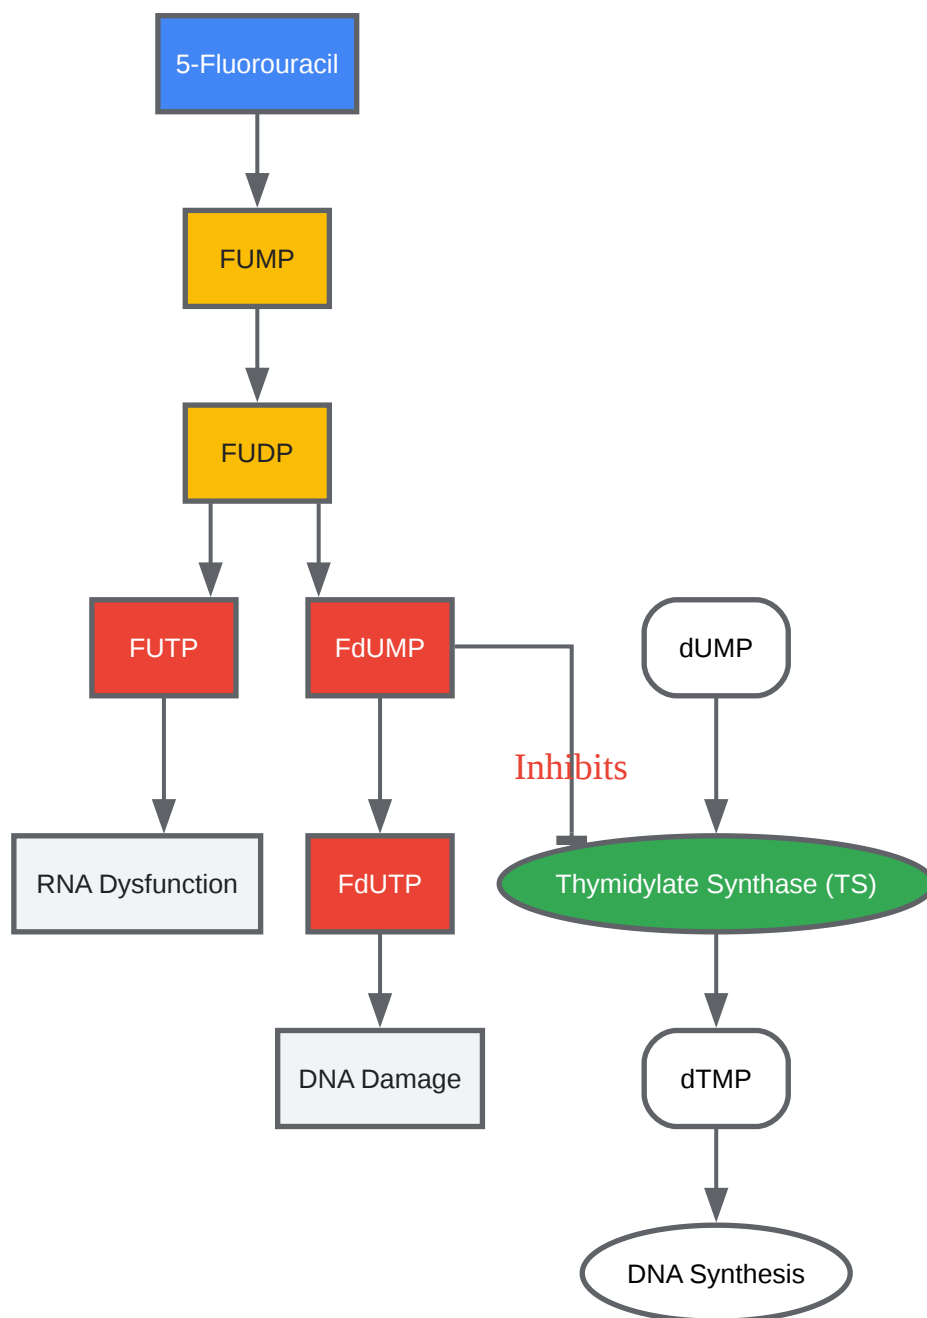 5-Fluorouracil
FUMP
FUDP
FUTP
FdUMP
dUMP
Inhibits
RNA Dysfunction
FdUTP
Thymidylate Synthase (TS)
DNA Damage
dTMP
DNA Synthesis